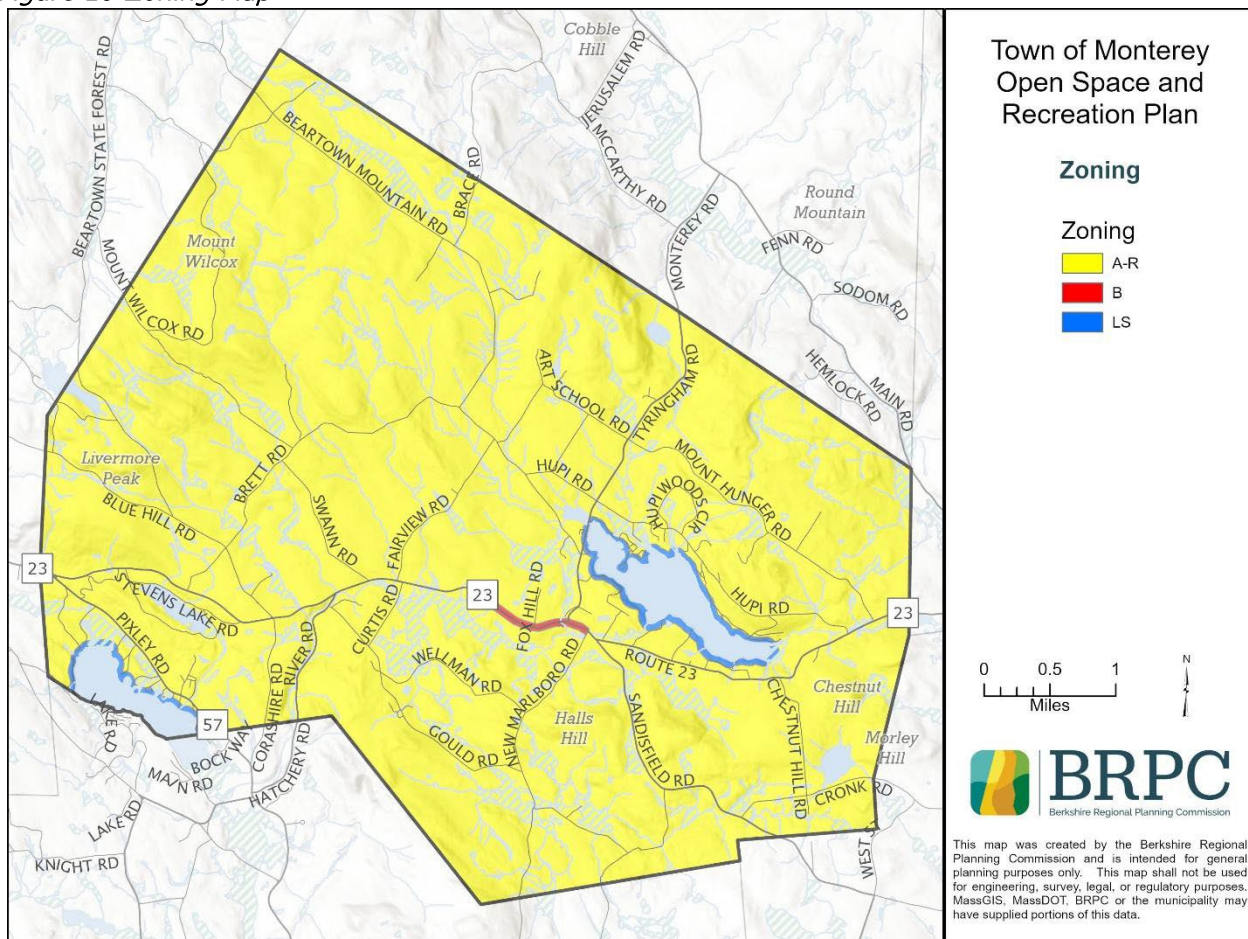 Cobble
Hill
JERUSALEM RD
E MCCARTHY RD
BEARTOWN STATE FOREST RD
BEARTOWN MOUNTAIN RD
BRACE RD
MONTEREY RD
Round
Mountain
FENN RD
SODOM RD
Mount
Wilcox
MOUNT WILCOX RD
HEMLOCK RD
MAIN RD
ART SCHOOL RD
TYRINGHAM RD
MOUNT HUNGER RD
HUPI RD
HUPI WOODS CIR
Livermore
Peak
BRETT RD
BLUE HILL RD
SWANN RD
FAIRVIEW RD
23
STEVENS LAKE RD
PIXLEY RD
23
FOX HILL RD
HUPI RD
23
CURTIS RD
RIVER RD
CORASHIRE RD
WELLMAN RD
NEW MARLBORO RD
ROUTE 23
SANDISFIELD RD
CHESTNUT HILL RD
Chestnut
Hill
Halls
Hill
Morley
Hill
57
GOULD RD
HATCHERY RD
MAIN RD
LAKE RD
KNIGHT RD
CRONK RD
Town of Monterey
Open Space and
Recreation Plan
Zoning
Zoning
A-R
B
LS
0 0.5 1
Miles
N
BRPC
Berkshire Regional Planning Commission
This map was created by the Berkshire Regional
Planning Commission and is intended for general
planning purposes only. This map shall not be used
for engineering, survey, legal, or regulatory purposes.
MassGIS, MassDOT, BRPC or the municipality may
have supplied portions of this data.